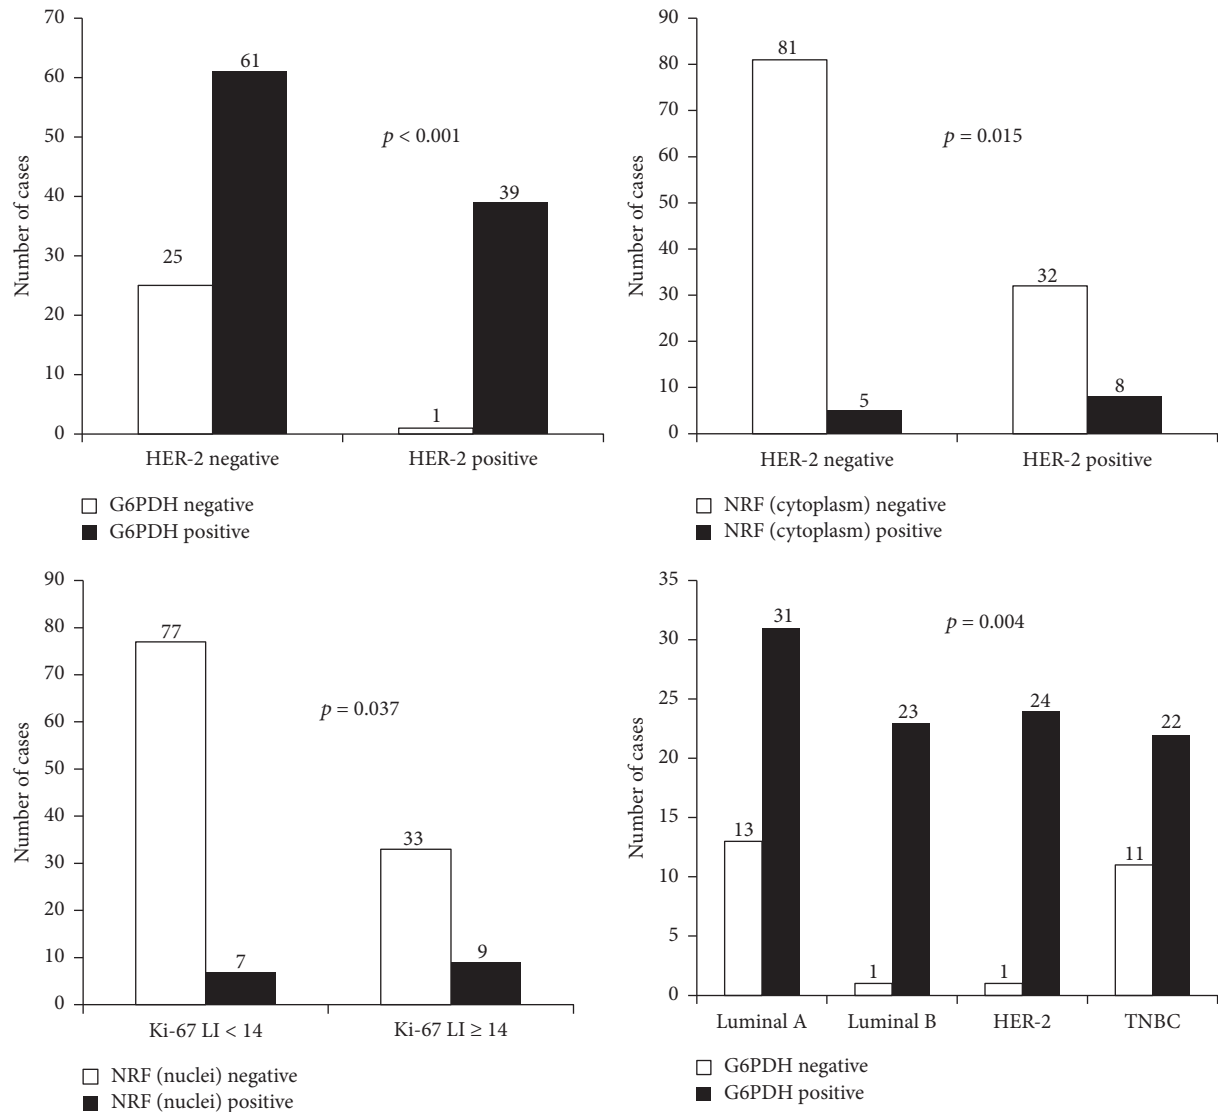 70
60
50
40
30
20
10
0
Number of cases
25
61
1
39
p < 0.001
HER-2 negative
HER-2 positive
G6PDH negative
G6PDH positive
90
80
70
60
50
40
30
20
10
0
Number of cases
81
5
32
8
p = 0.015
HER-2 negative
HER-2 positive
NRF (cytoplasm) negative
NRF (cytoplasm) positive
90
80
70
60
50
40
30
20
10
0
Number of cases
77
7
33
9
p = 0.037
Ki-67 LI < 14
Ki-67 LI ≥ 14
NRF (nuclei) negative
NRF (nuclei) positive
35
30
25
20
15
10
5
0
Number of cases
13
31
1
23
1
24
11
22
p = 0.004
Luminal A
Luminal B
HER-2
TNBC
G6PDH negative
G6PDH positive